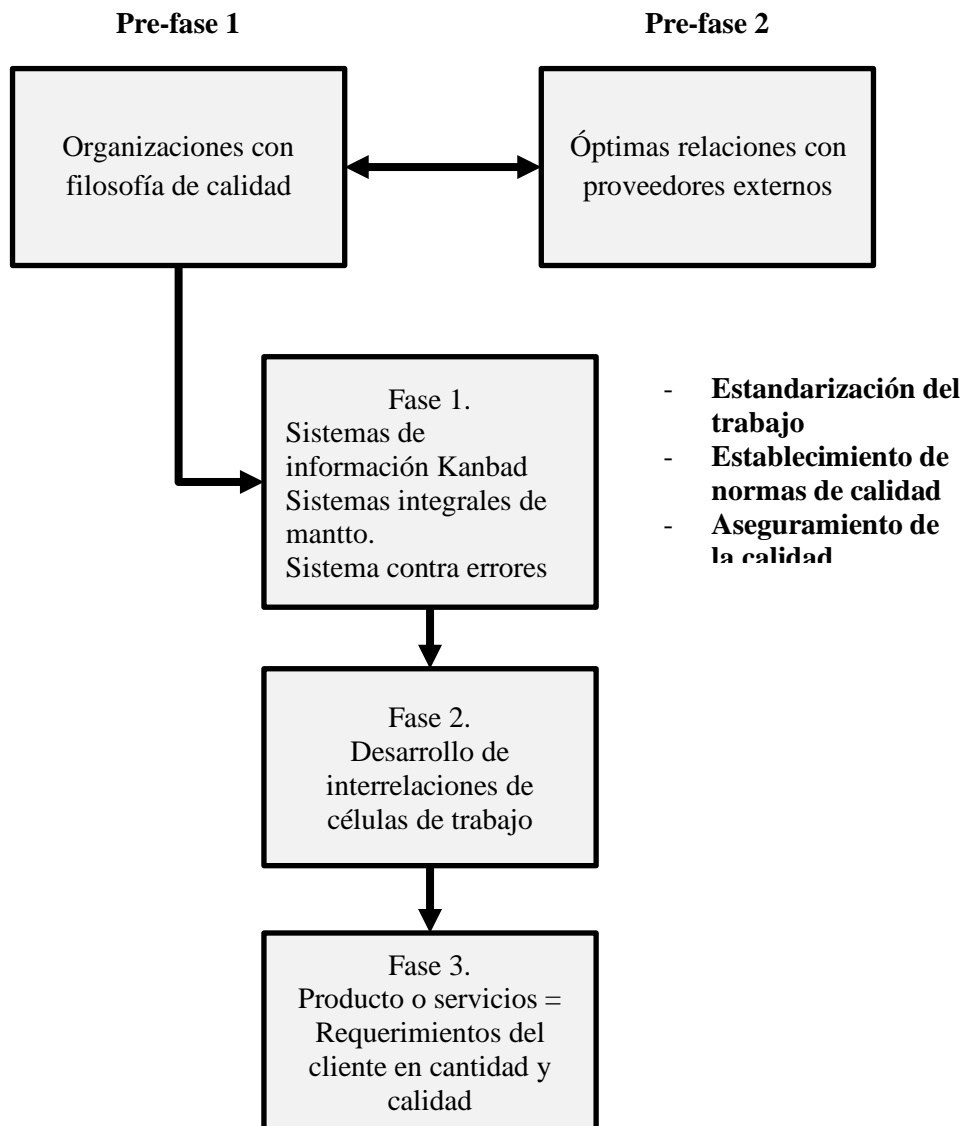 Pre-fase 1
Pre-fase 2
Organizaciones con
filosofía de calidad
Óptimas relaciones con
proveedores externos
Fase 1.
Sistemas de
información Kanbad
Sistemas integrales de
mantto.
Sistema contra errores
- Estandarización del
trabajo
- Establecimiento de
normas de calidad
- Aseguramiento de
la calidad
Fase 2.
Desarrollo de
interrelaciones de
células de trabajo
Fase 3.
Producto o servicios =
Requerimientos del
cliente en cantidad y
calidad